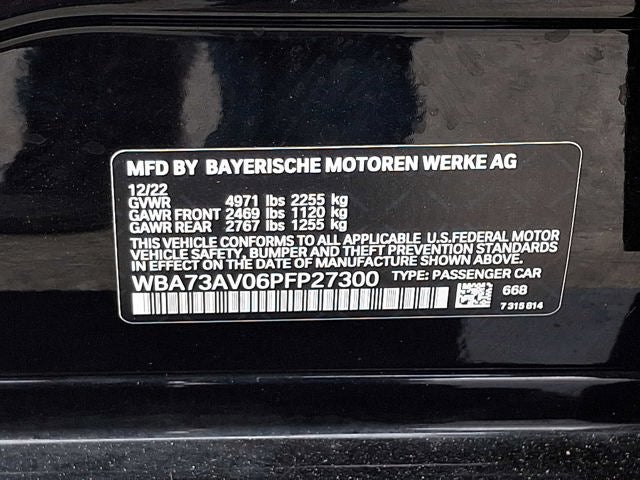 MFD BY BAYERISCHE MOTOREN WERKE AG
12/22
GVWR 4971 lbs 2255 kg
GAWR FRONT 2469 lbs 1120 kg
GAWR REAR 2767 lbs 1255 kg
THIS VEHICLE CONFORMS TO ALL APPLICABLE U.S.FEDERAL MOTOR
VEHICLE SAFETY, BUMPER AND THEFT PREVENTION STANDARDS
IN EFFECT ON THE DATE OF MANUFACTURE SHOWN ABOVE.
WBA73AV06PFP27300 TYPE: PASSENGER CAR
668
7 315 814